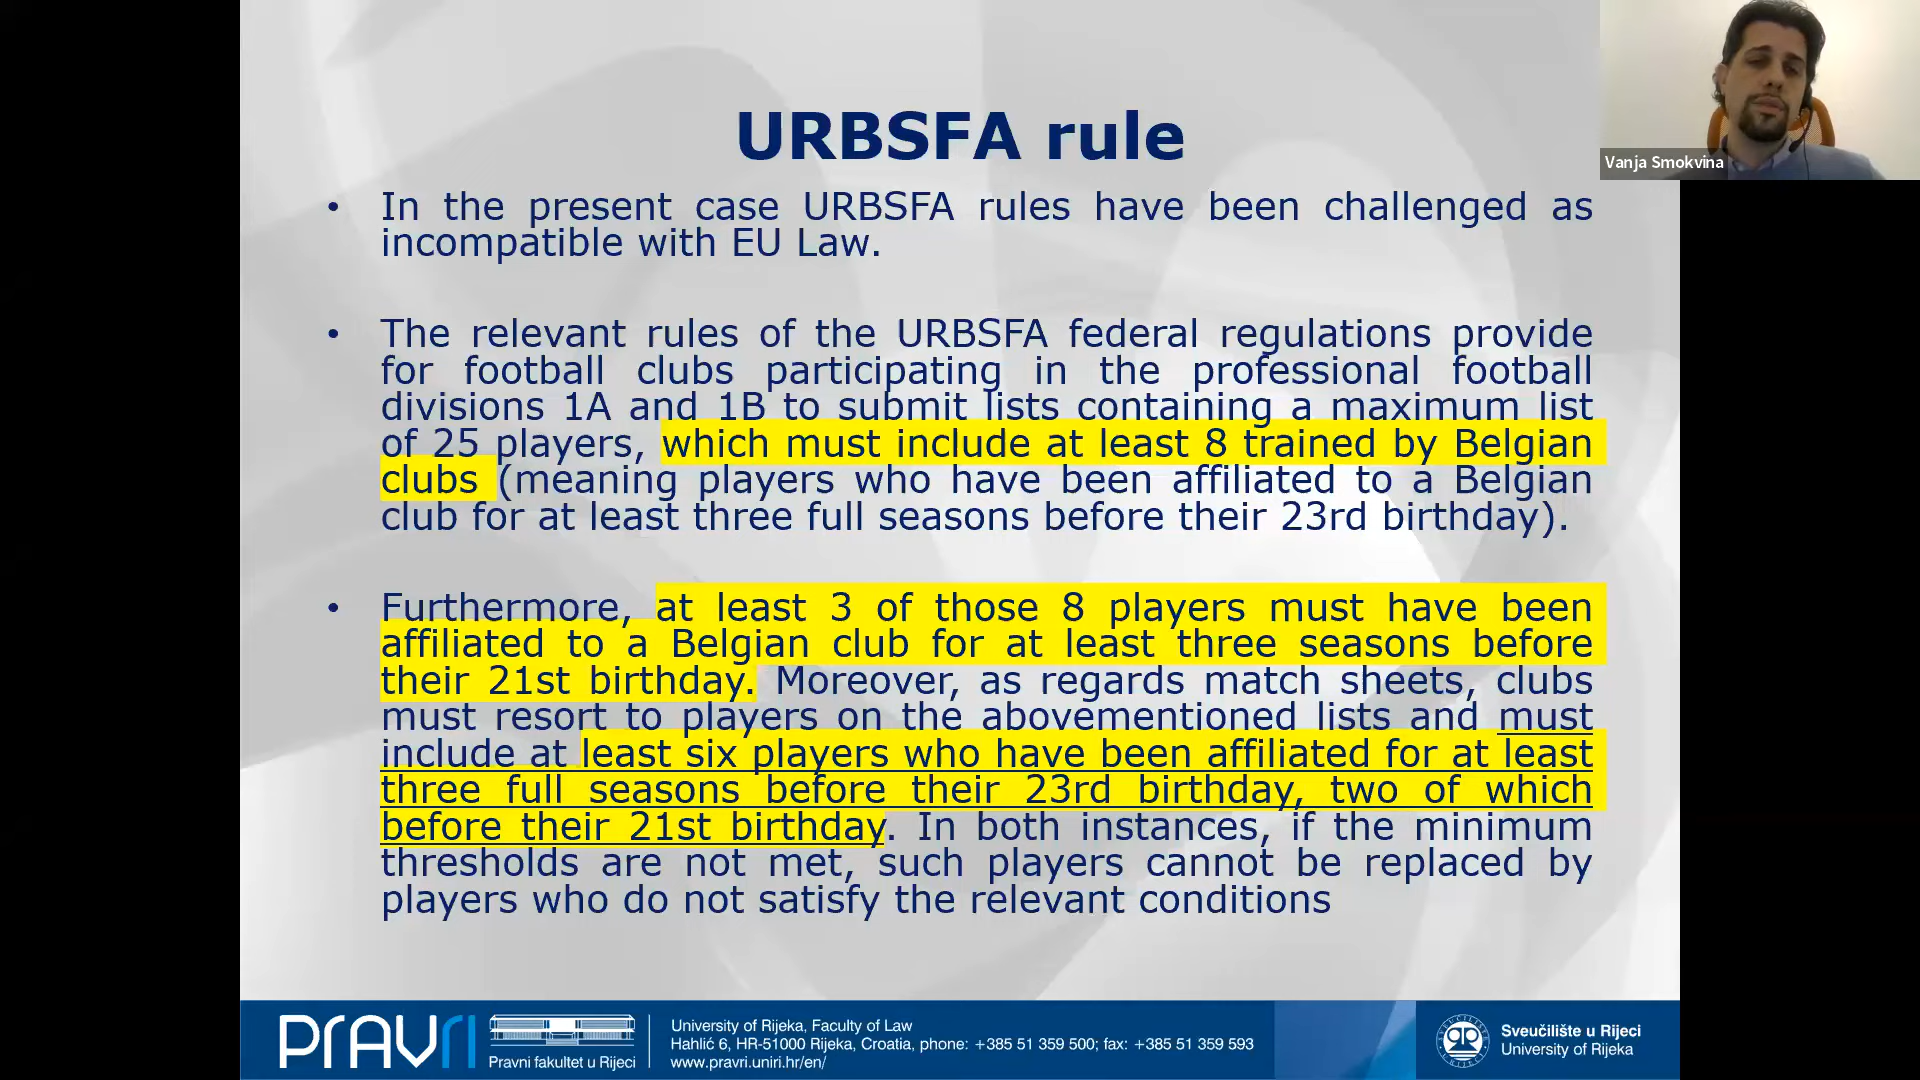 URBSFA rule
Vanja Smokvina
• In the present case URBSFA rules have been challenged as
incompatible with EU Law.
• The relevant rules of the URBSFA federal regulations provide
for football clubs participating in the professional football
divisions 1A and 1B to submit lists containing a maximum list
of 25 players, which must include at least 8 trained by Belgian
clubs (meaning players who have been affiliated to a Belgian
club for at least three full seasons before their 23rd birthday).
• Furthermore, at least 3 of those 8 players must have been
affiliated to a Belgian club for at least three seasons before
their 21st birthday. Moreover, as regards match sheets, clubs
must resort to players on the abovementioned lists and must
include at least six players who have been affiliated for at least
three full seasons before their 23rd birthday, two of which
before their 21st birthday. In both instances, if the minimum
thresholds are not met, such players cannot be replaced by
players who do not satisfy the relevant conditions
pravri
Pravni fakultet u Rijeci
University of Rijeka, Faculty of Law
Hahlić 6, HR-51000 Rijeka, Croatia, phone: +385 51 359 500; fax: +385 51 359 593
www.pravri.uniri.hr/en/
Sveučilište u Rijeci
University of Rijeka